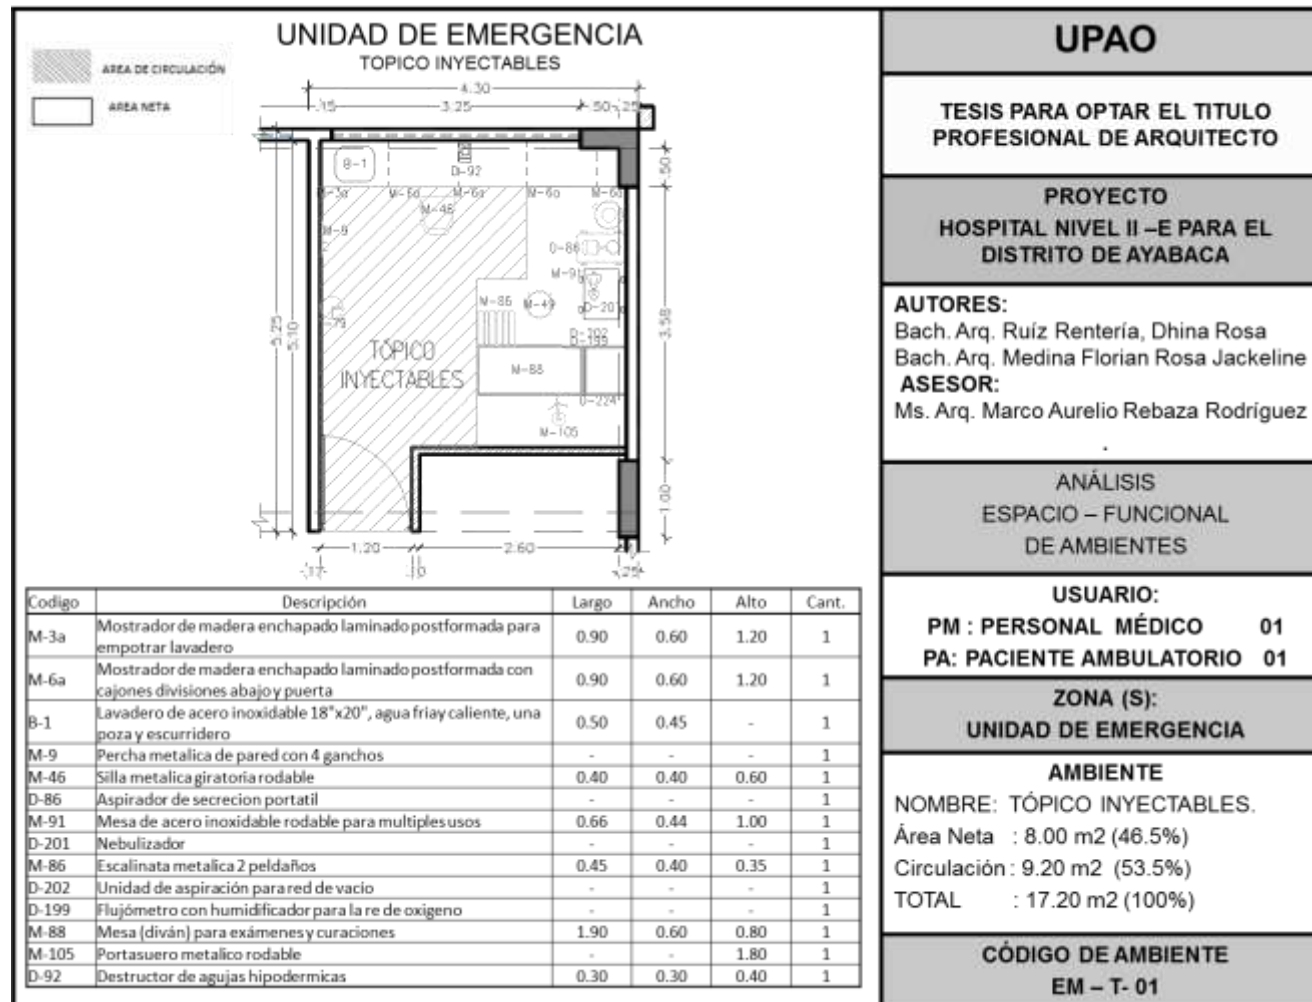 UNIDAD DE EMERGENCIA
TOPICO INYECTABLES
AREA DE CIRCULACIÓN
AREA NETA
4.30
.15
3.25
.50
.25
B-1
D-92
.50
M-3a
M-6a
M-6a
M-6a
M-6a
M-46
M-9
D-86
M-91
5.25
5.10
M-86
M-49
D-201
3.58
D-202
D-199
TÓPICO
INYECTABLES
M-88
D-224
M-105
1.00
1.20
2.60
.17
.10
.25
Codigo Descripción Largo Ancho Alto Cant.
M-3a Mostrador de madera enchapado laminado postformada para empotrar lavadero 0.90 0.60 1.20 1
M-6a Mostrador de madera enchapado laminado postformada con cajones divisiones abajo y puerta 0.90 0.60 1.20 1
B-1 Lavadero de acero inoxidable 18"x20", agua friay caliente, una poza y escurridero 0.50 0.45 - 1
M-9 Percha metalica de pared con 4 ganchos - - - 1
M-46 Silla metalica giratoria rodable 0.40 0.40 0.60 1
D-86 Aspirador de secrecion portatil - - - 1
M-91 Mesa de acero inoxidable rodable para multiples usos 0.66 0.44 1.00 1
D-201 Nebulizador - - - 1
M-86 Escalinata metalica 2 peldaños 0.45 0.40 0.35 1
D-202 Unidad de aspiración para red de vacio - - - 1
D-199 Flujómetro con humidificador para la re de oxigeno - - - 1
M-88 Mesa (diván) para exámenes y curaciones 1.90 0.60 0.80 1
M-105 Portasuero metalico rodable - - 1.80 1
D-92 Destructor de agujas hipodermicas 0.30 0.30 0.40 1
UPAO
TESIS PARA OPTAR EL TITULO
PROFESIONAL DE ARQUITECTO
PROYECTO
HOSPITAL NIVEL II –E PARA EL
DISTRITO DE AYABACA
AUTORES:
Bach. Arq. Ruíz Rentería, Dhina Rosa
Bach. Arq. Medina Florian Rosa Jackeline
ASESOR:
Ms. Arq. Marco Aurelio Rebaza Rodríguez
.
ANÁLISIS
ESPACIO – FUNCIONAL
DE AMBIENTES
USUARIO:
PM : PERSONAL MÉDICO 01
PA: PACIENTE AMBULATORIO 01
ZONA (S):
UNIDAD DE EMERGENCIA
AMBIENTE
NOMBRE: TÓPICO INYECTABLES.
Área Neta : 8.00 m2 (46.5%)
Circulación : 9.20 m2 (53.5%)
TOTAL : 17.20 m2 (100%)
CÓDIGO DE AMBIENTE
EM – T- 01